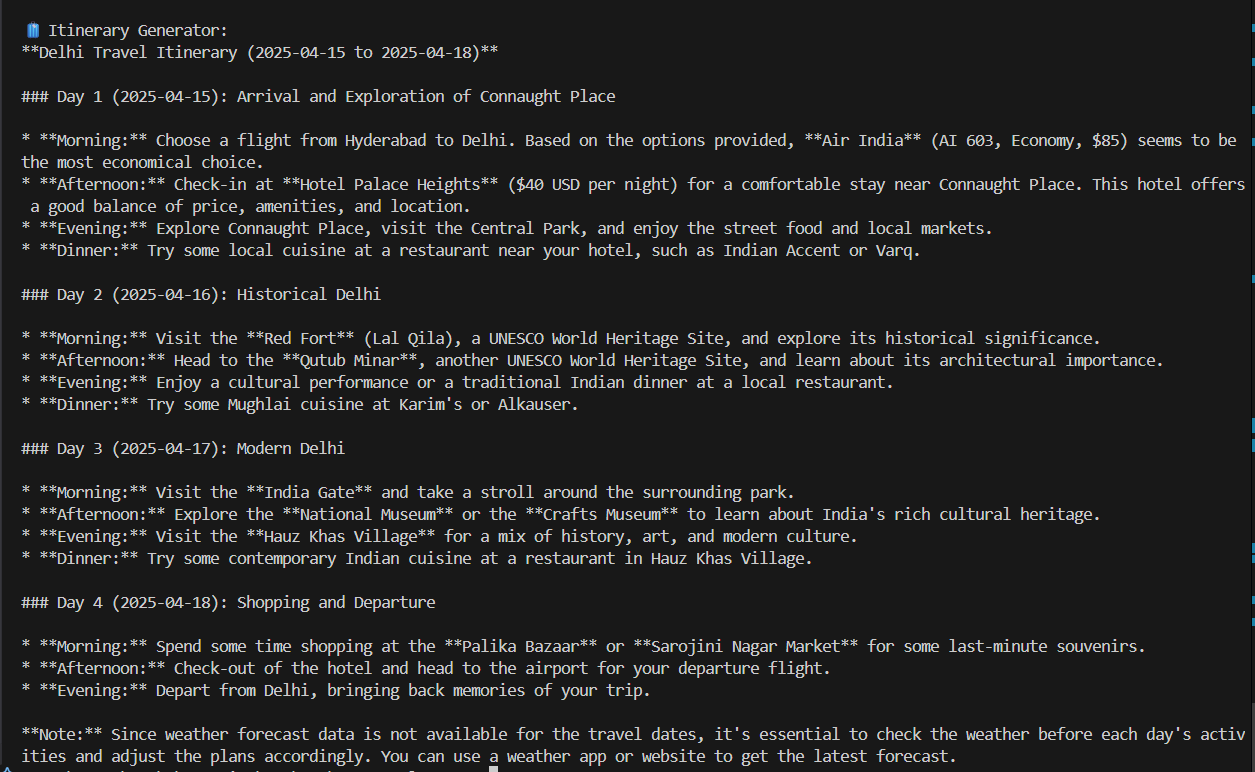 Itinerary Generator:
**Delhi Travel Itinerary (2025-04-15 to 2025-04-18)**
### Day 1 (2025-04-15): Arrival and Exploration of Connaught Place
* **Morning:** Choose a flight from Hyderabad to Delhi. Based on the options provided, **Air India** (AI 603, Economy, $85) seems to be
the most economical choice.
* **Afternoon:** Check-in at **Hotel Palace Heights** ($40 USD per night) for a comfortable stay near Connaught Place. This hotel offers
a good balance of price, amenities, and location.
* **Evening:** Explore Connaught Place, visit the Central Park, and enjoy the street food and local markets.
* **Dinner:** Try some local cuisine at a restaurant near your hotel, such as Indian Accent or Varq.
### Day 2 (2025-04-16): Historical Delhi
* **Morning:** Visit the **Red Fort** (Lal Qila), a UNESCO World Heritage Site, and explore its historical significance.
* **Afternoon:** Head to the **Qutub Minar**, another UNESCO World Heritage Site, and learn about its architectural importance.
* **Evening:** Enjoy a cultural performance or a traditional Indian dinner at a local restaurant.
* **Dinner:** Try some Mughlai cuisine at Karim's or Alkauser.
### Day 3 (2025-04-17): Modern Delhi
* **Morning:** Visit the **India Gate** and take a stroll around the surrounding park.
* **Afternoon:** Explore the **National Museum** or the **Crafts Museum** to learn about India's rich cultural heritage.
* **Evening:** Visit the **Hauz Khas Village** for a mix of history, art, and modern culture.
* **Dinner:** Try some contemporary Indian cuisine at a restaurant in Hauz Khas Village.
### Day 4 (2025-04-18): Shopping and Departure
* **Morning:** Spend some time shopping at the **Palika Bazaar** or **Sarojini Nagar Market** for some last-minute souvenirs.
* **Afternoon:** Check-out of the hotel and head to the airport for your departure flight.
* **Evening:** Depart from Delhi, bringing back memories of your trip.
**Note:** Since weather forecast data is not available for the travel dates, it's essential to check the weather before each day's activ
ities and adjust the plans accordingly. You can use a weather app or website to get the latest forecast.